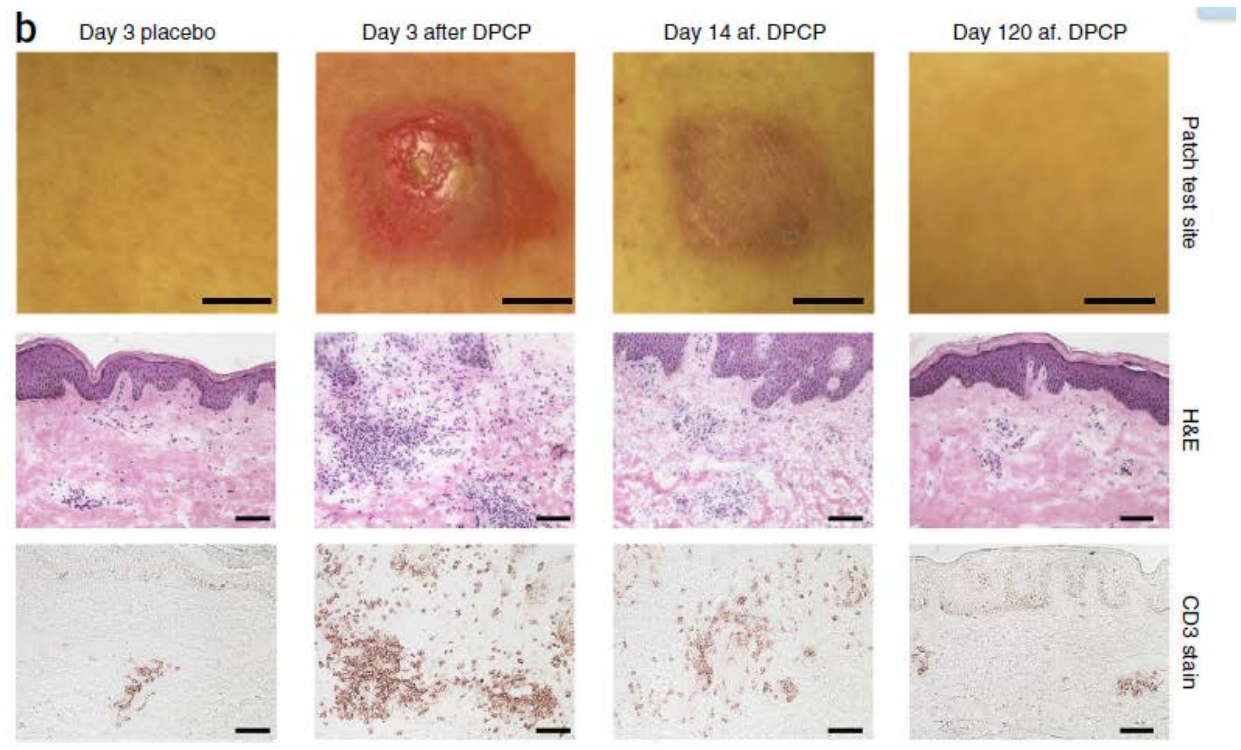 b
Day 3 placebo
Day 3 after DPCP
Day 14 af. DPCP
Day 120 af. DPCP
Patch test site
H&E
CD3 stain